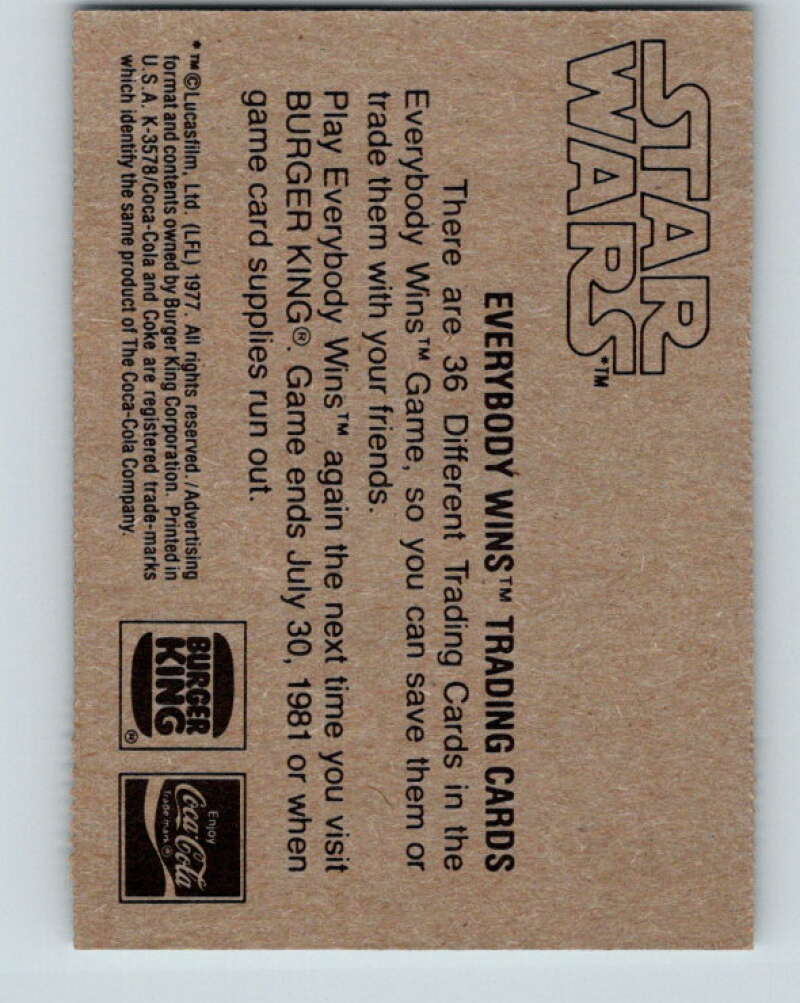 STAR
WARS*™
EVERYBODY WINS™ TRADING CARDS
There are 36 Different Trading Cards in the
Everybody Wins™ Game, so you can save them or
trade them with your friends.
Play Everybody Wins™ again the next time you visit
BURGER KING®. Game ends July 30, 1981 or when
game card supplies run out.
*™©Lucasfilm, Ltd. (LFL) 1977. All rights reserved./Advertising
format and contents owned by Burger King Corporation. Printed in
U.S.A. K-3578/Coca-Cola and Coke are registered trade-marks
which identify the same product of The Coca-Cola Company.
BURGER
KING®
Enjoy
Coca-Cola
Trade-mark®